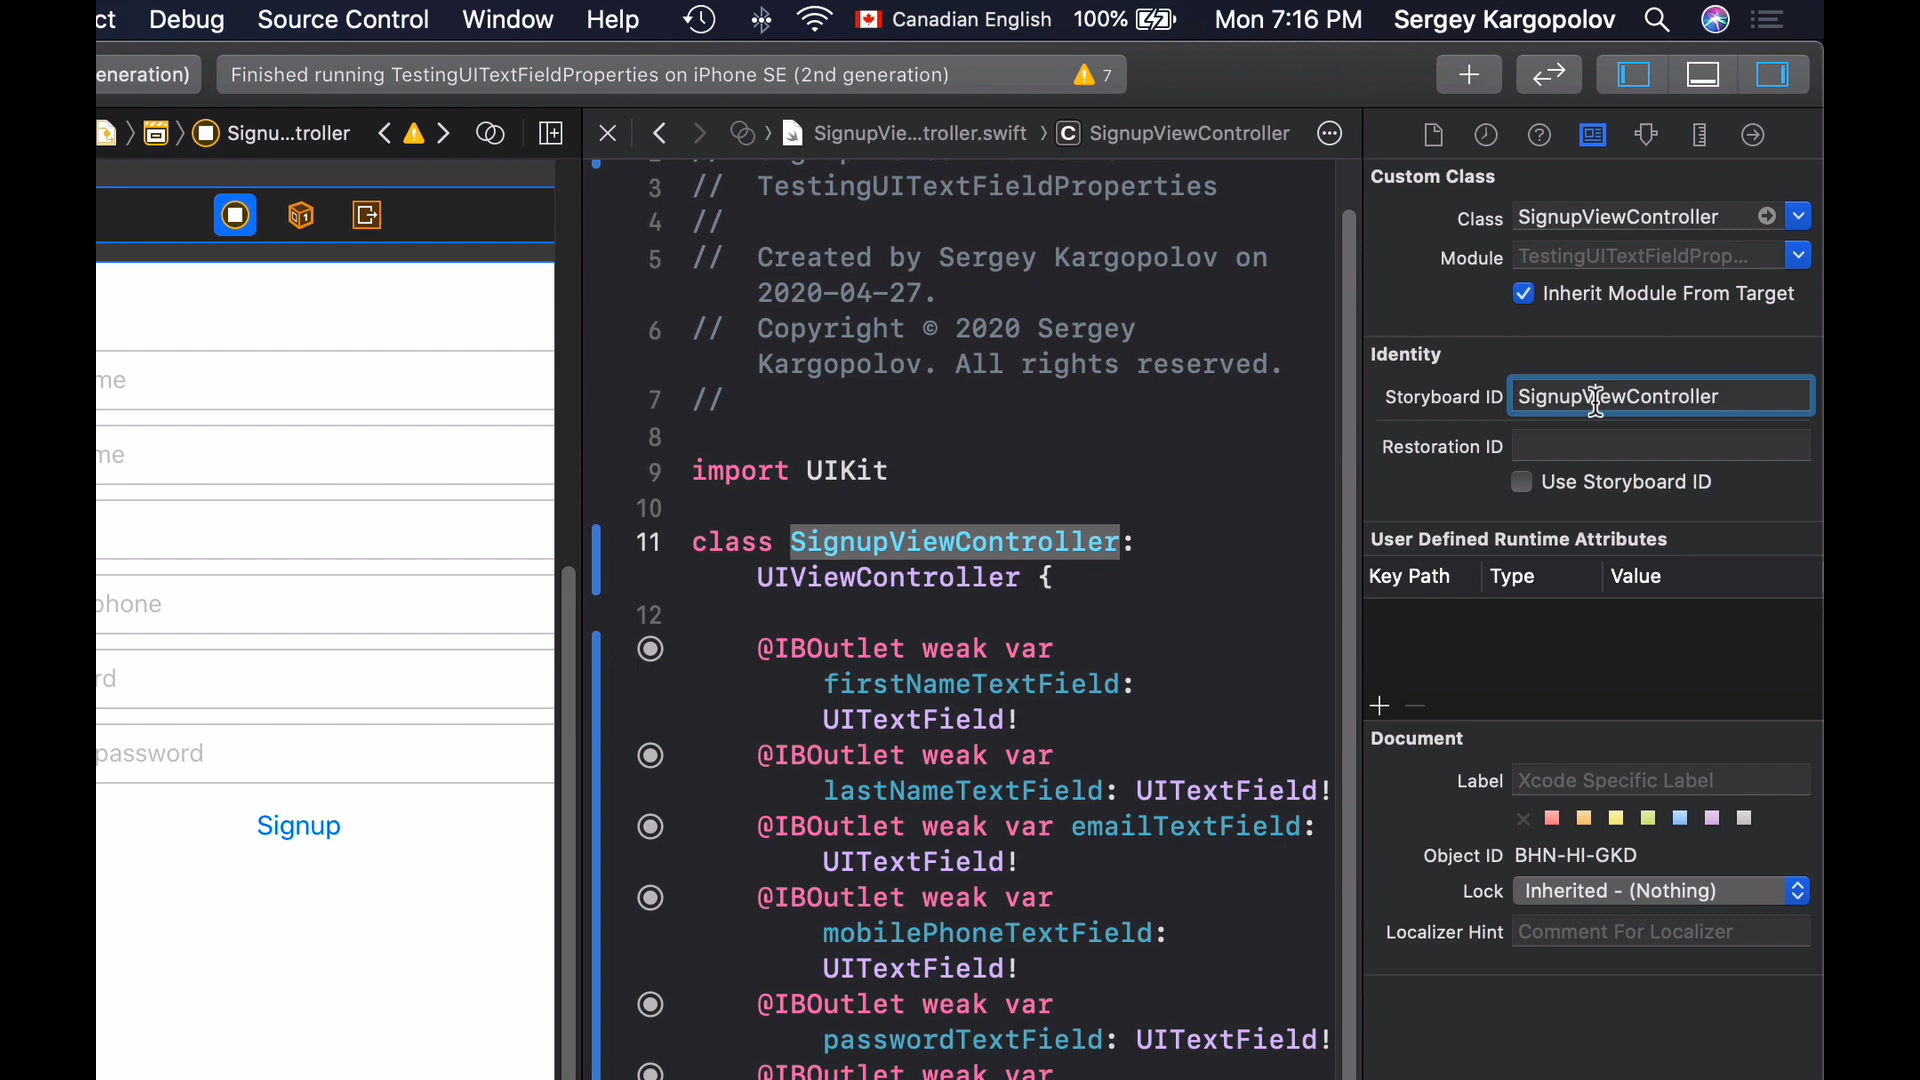 ct Debug Source Control Window Help Canadian English 100% Mon 7:16 PM Sergey Kargopolov
eneration) Finished running TestingUITextFieldProperties on iPhone SE (2nd generation) 7
Signu...troller SignupVie...troller.swift C SignupViewController
3 // TestingUITextFieldProperties
4 //
5 // Created by Sergey Kargopolov on
2020-04-27.
6 // Copyright © 2020 Sergey
Kargopolov. All rights reserved.
7 //
8
9 import UIKit
10
11 class SignupViewController:
UIViewController {
12
@IBOutlet weak var
firstNameTextField:
UITextField!
@IBOutlet weak var
lastNameTextField: UITextField!
@IBOutlet weak var emailTextField:
UITextField!
@IBOutlet weak var
mobilePhoneTextField:
UITextField!
@IBOutlet weak var
passwordTextField: UITextField!
@IBOutlet weak var
me
me
phone
rd
password
Signup
Custom Class
Class SignupViewController
Module TestingUITextFieldProp...
Inherit Module From Target
Identity
Storyboard ID SignupViewController
Restoration ID
Use Storyboard ID
User Defined Runtime Attributes
Key Path Type Value
Document
Label Xcode Specific Label
Object ID BHN-HI-GKD
Lock Inherited - (Nothing)
Localizer Hint Comment For Localizer